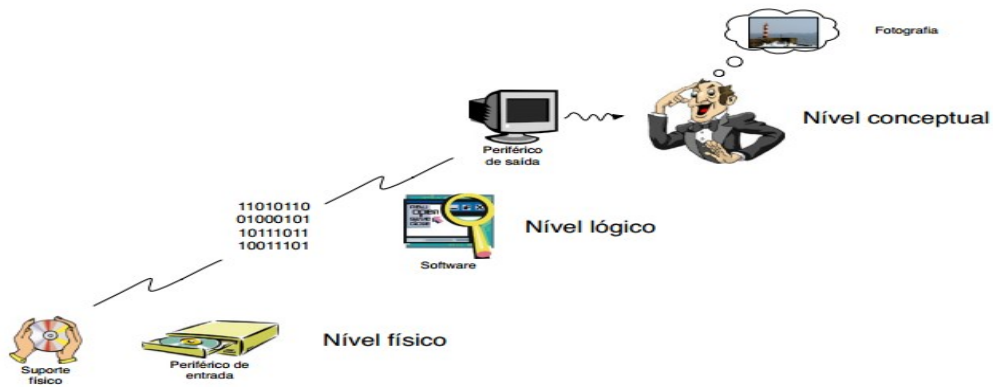 Fotografia
Nível conceptual
Periférico
de saída
11010110
01000101
10111011
10011101
Nível lógico
Software
Nível físico
Suporte
físico
Periférico de
entrada